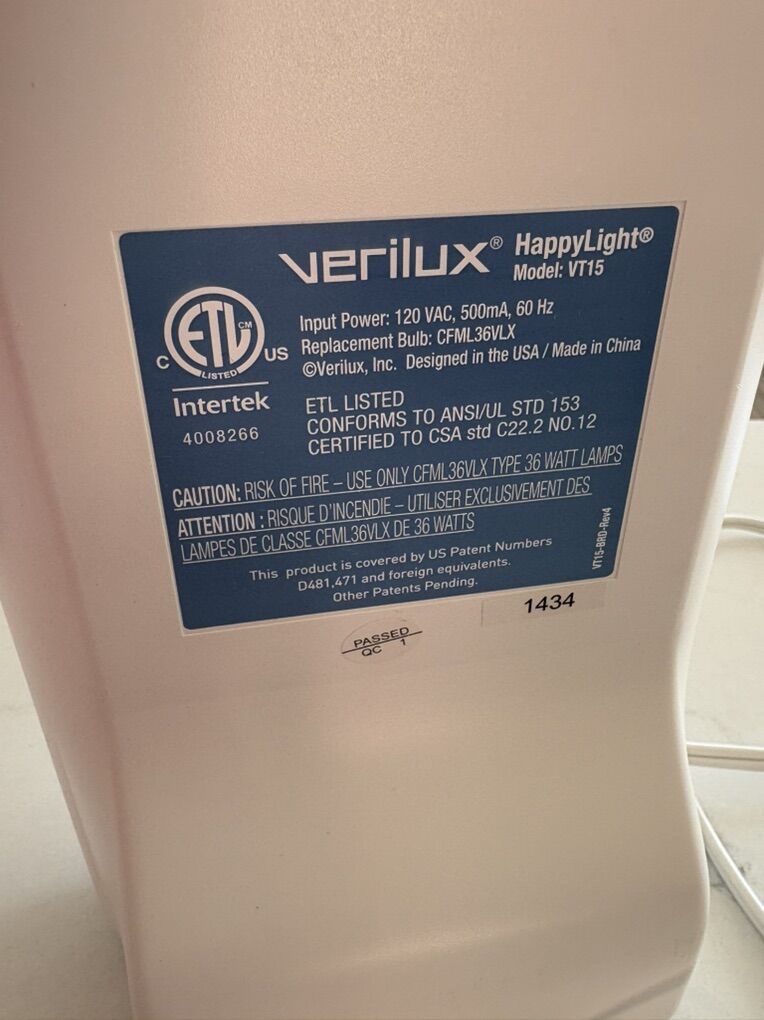 verilux® HappyLight®
Model: VT15
ETL CM
LISTED
C US
Intertek
4008266
Input Power: 120 VAC, 500mA, 60 Hz
Replacement Bulb: CFML36VLX
©Verilux, Inc. Designed in the USA / Made in China
ETL LISTED
CONFORMS TO ANSI/UL STD 153
CERTIFIED TO CSA std C22.2 NO.12
CAUTION: RISK OF FIRE – USE ONLY CFML36VLX TYPE 36 WATT LAMPS
ATTENTION : RISQUE D'INCENDIE – UTILISER EXCLUSIVEMENT DES
LAMPES DE CLASSE CFML36VLX DE 36 WATTS
This product is covered by US Patent Numbers
D481,471 and foreign equivalents.
Other Patents Pending.
VT15-BRD-Rev4
1434
PASSED
QC 1